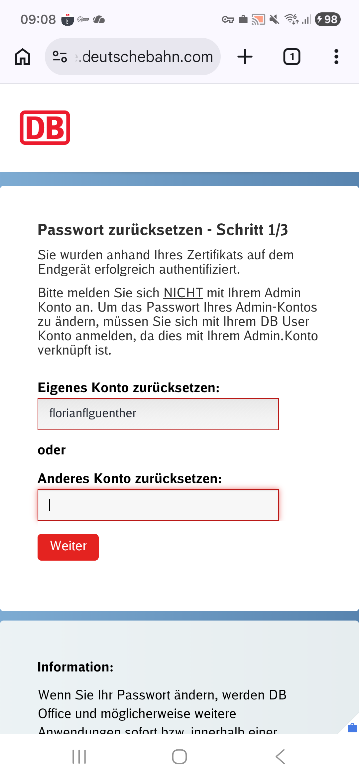 09:08
98
.deutschebahn.com
1
DB
Passwort zurücksetzen - Schritt 1/3
Sie wurden anhand Ihres Zertifikats auf dem
Endgerät erfolgreich authentifiziert.
Bitte melden Sie sich NICHT mit Ihrem Admin
Konto an. Um das Passwort Ihres Admin-Kontos
zu ändern, müssen Sie sich mit Ihrem DB User
Konto anmelden, da dies mit Ihrem Admin.Konto
verknüpft ist.
Eigenes Konto zurücksetzen:
florianflguenther
oder
Anderes Konto zurücksetzen:
Weiter
Information:
Wenn Sie Ihr Passwort ändern, werden DB
Office und möglicherweise weitere
Anwendungen sofort bzw. innerhalb einer